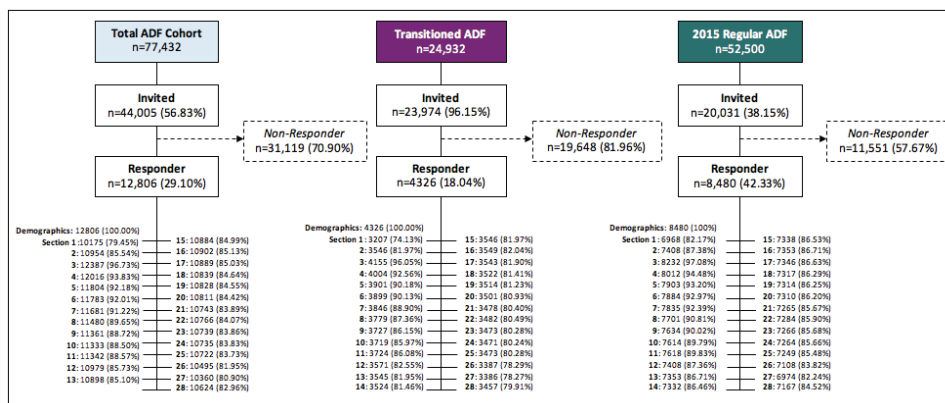 Total ADF Cohort
n=77,432
Invited
n=44,005 (56.83%)
Non-Responder
n=31,119 (70.90%)
Responder
n=12,806 (29.10%)
Demographics: 12806 (100.00%)
Section 1:10175 (79.45%)
2:10954 (85.54%)
3:12387 (96.73%)
4:12016 (93.83%)
5:11804 (92.18%)
6:11783 (92.01%)
7:11681 (91.22%)
8:11480 (89.65%)
9:11361 (88.72%)
10:11333 (88.50%)
11:11342 (88.57%)
12:10979 (85.73%)
13:10898 (85.10%)
15:10884 (84.99%)
16:10902 (85.13%)
17:10889 (85.03%)
18:10839 (84.64%)
19:10828 (84.55%)
20:10811 (84.42%)
21:10743 (83.89%)
22:10766 (84.07%)
23:10739 (83.86%)
24:10735 (83.83%)
25:10722 (83.73%)
26:10495 (81.95%)
27:10360 (80.90%)
28:10624 (82.96%)
Transitioned ADF
n=24,932
Invited
n=23,974 (96.15%)
Non-Responder
n=19,648 (81.96%)
Responder
n=4326 (18.04%)
Demographics: 4326 (100.00%)
Section 1:3207 (74.13%)
2:3546 (81.97%)
3:4155 (96.05%)
4:4004 (92.56%)
5:3901 (90.18%)
6:3899 (90.13%)
7:3846 (88.90%)
8:3779 (87.36%)
9:3727 (86.15%)
10:3719 (85.97%)
11:3724 (86.08%)
12:3571 (82.55%)
13:3545 (81.95%)
14:3524 (81.46%)
15:3546 (81.97%)
16:3549 (82.04%)
17:3543 (81.90%)
18:3522 (81.41%)
19:3514 (81.23%)
20:3501 (80.93%)
21:3478 (80.40%)
22:3482 (80.49%)
23:3473 (80.28%)
24:3471 (80.24%)
25:3473 (80.28%)
26:3387 (78.29%)
27:3386 (78.27%)
28:3457 (79.91%)
2015 Regular ADF
n=52,500
Invited
n=20,031 (38.15%)
Non-Responder
n=11,551 (57.67%)
Responder
n=8,480 (42.33%)
Demographics: 8480 (100%)
Section 1:6968 (82.17%)
2:7408 (87.38%)
3:8232 (97.08%)
4:8012 (94.48%)
5:7903 (93.20%)
6:7884 (92.97%)
7:7835 (92.39%)
8:7701 (90.81%)
9:7634 (90.02%)
10:7614 (89.79%)
11:7618 (89.83%)
12:7408 (87.36%)
13:7353 (86.71%)
14:7332 (86.46%)
15:7338 (86.53%)
16:7353 (86.71%)
17:7346 (86.63%)
18:7317 (86.29%)
19:7314 (86.25%)
20:7310 (86.20%)
21:7265 (85.67%)
22:7284 (85.90%)
23:7266 (85.68%)
24:7264 (85.66%)
25:7249 (85.48%)
26:7108 (83.82%)
27:6974 (82.24%)
28:7167 (84.52%)